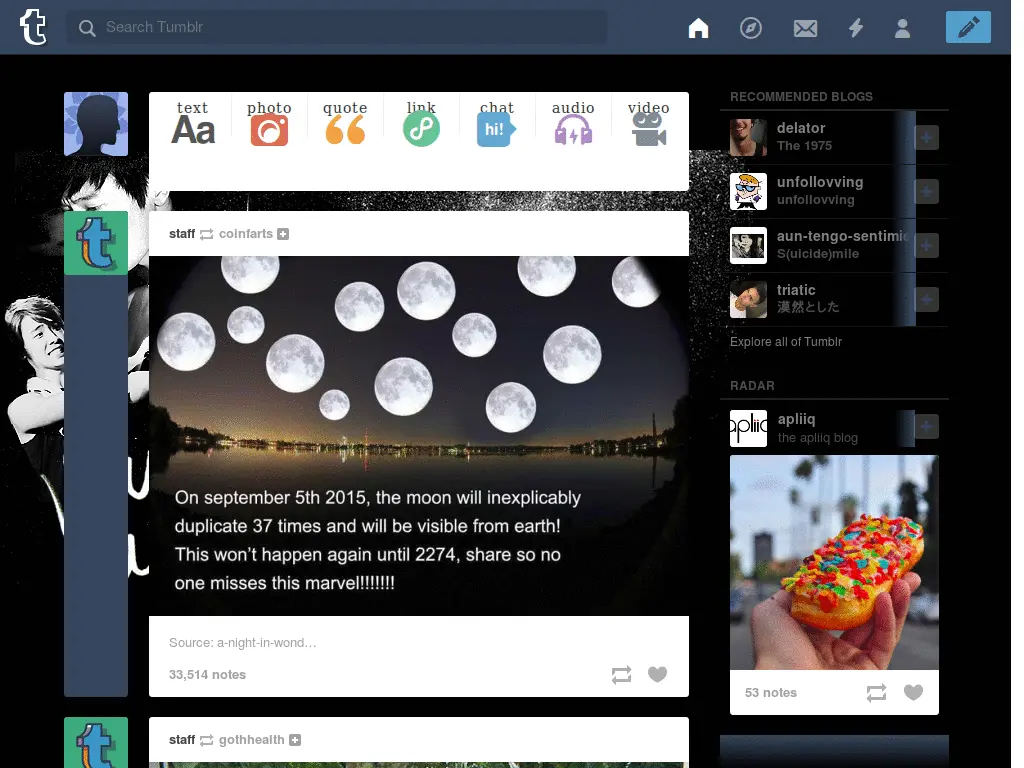 Search Tumblr
text photo quote link chat audio video
Aa hi!
RECOMMENDED BLOGS
delator
The 1975
unfollovving
unfollovving
aun-tengo-sentimie
S(uicide)mile
triatic
漠然とした
Explore all of Tumblr
RADAR
apliiq
the apliiq blog
apliiq
53 notes
staff coinfarts
On september 5th 2015, the moon will inexplicably
duplicate 37 times and will be visible from earth!
This won't happen again until 2274, share so no
one misses this marvel!!!!!!!
Source: a-night-in-wond…
33,514 notes
staff gothhealth